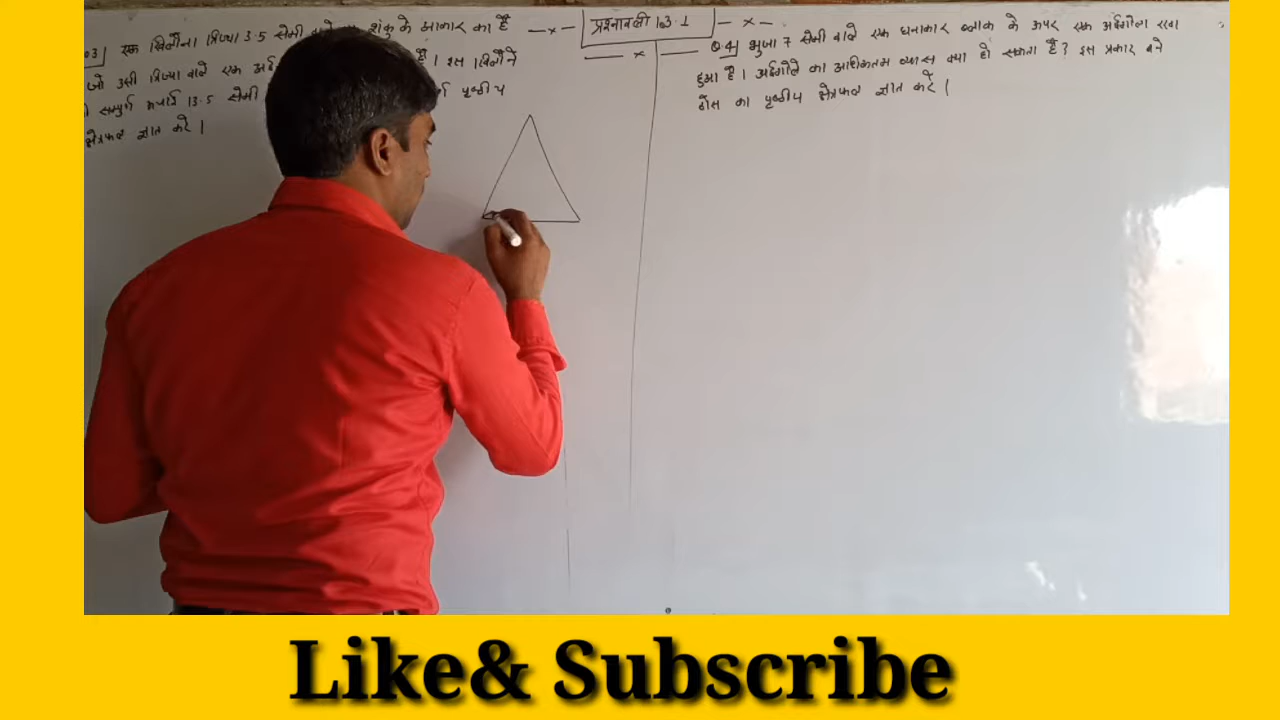 प्रश्नावली 13.1
03] एक खिलौना त्रिज्या 3.5 सेमी शंकु के आकार का है
जो उसी त्रिज्या वाले एक है। इस खिलौने
सम्पूर्ण 13.5 सेमी पृष्ठीय
क्षेत्रफल ज्ञात करे।
Q4] भुजा 7 सेमी वाले एक घनाकार ब्लाक के ऊपर एक अर्द्धगोला रखा
हुआ है। अर्द्धगोले का अधिकतम व्यास क्या हो सकता है? इस प्रकार बने
ठोस का पृष्ठीय क्षेत्रफल ज्ञात करे।
Like& Subscribe